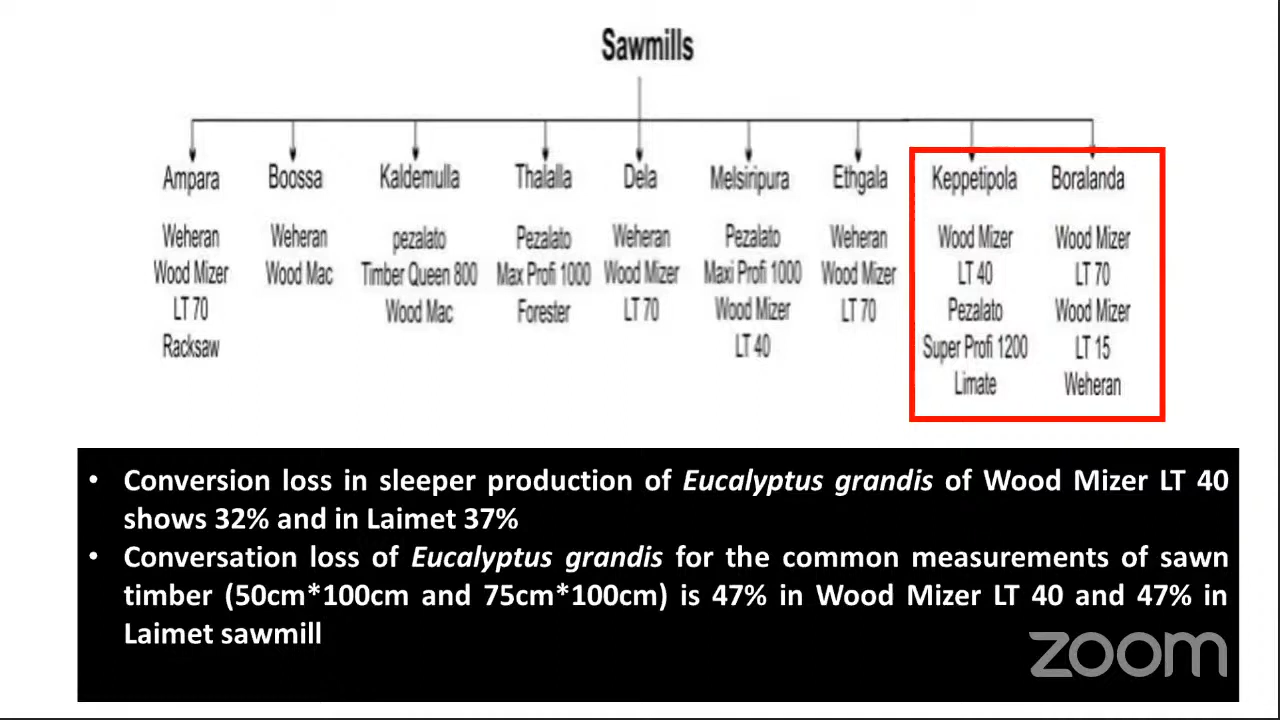 Sawmills
Ampara Boossa Kaldemulla Thalalla Dela Melsiripura Ethgala Keppetipola Boralanda
Weheran Weheran pezalato Pezalato Weheran Pezalato Weheran Wood Mizer Wood Mizer
Wood Mizer Wood Mac Timber Queen 800 Max Profi 1000 Wood Mizer Maxi Profi 1000 Wood Mizer LT 40 LT 70
LT 70 Wood Mac Forester LT 70 Wood Mizer LT 70 Pezalato Wood Mizer
Racksaw LT 40 Super Profi 1200 LT 15
Limate Weheran
• Conversion loss in sleeper production of Eucalyptus grandis of Wood Mizer LT 40
shows 32% and in Laimet 37%
• Conversation loss of Eucalyptus grandis for the common measurements of sawn
timber (50cm*100cm and 75cm*100cm) is 47% in Wood Mizer LT 40 and 47% in
Laimet sawmill
zoom